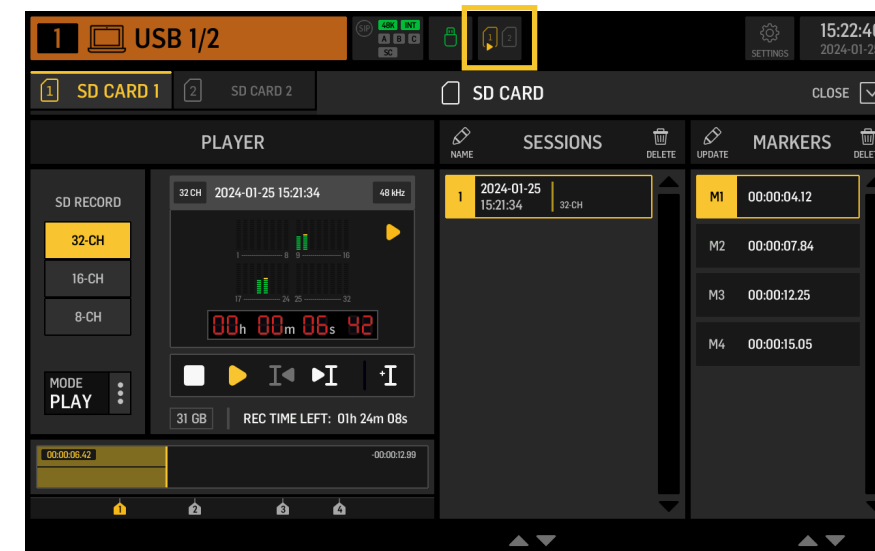 1 USB 1/2
SIP 48K INT
A B C
SC
1 2
SETTINGS
15:22:4
2024-01-2
1 SD CARD 1
2 SD CARD 2
SD CARD
CLOSE
PLAYER
NAME
SESSIONS
DELETE
UPDATE
MARKERS
DELE
SD RECORD
32-CH
16-CH
8-CH
MODE
PLAY
32 CH 2024-01-25 15:21:34 48 kHz
1 8 9 16
17 24 25 32
00h 00m 06s 42
31 GB REC TIME LEFT: 01h 24m 08s
1 2024-01-25
15:21:34 32-CH
M1 00:00:04.12
M2 00:00:07.84
M3 00:00:12.25
M4 00:00:15.05
00:00:06.42 -00:00:12.99
1 2 3 4